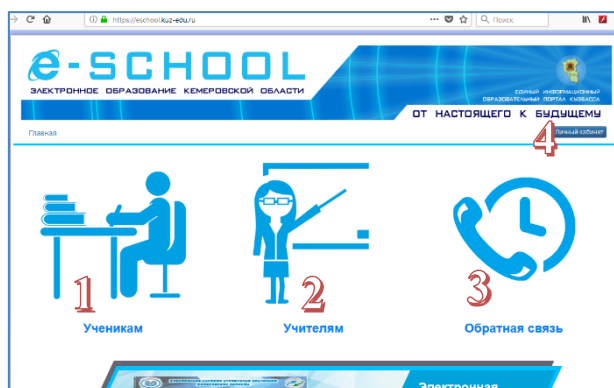 https://eschool.kuz-edu.ru
Поиск
e-SCHOOL
ЭЛЕКТРОННОЕ ОБРАЗОВАНИЕ КЕМЕРОВСКОЙ ОБЛАСТИ
ЕДИНЫЙ ИНФОРМАЦИОННЫЙ
ОБРАЗОВАТЕЛЬНЫЙ ПОРТАЛ КУЗБАССА
ОТ НАСТОЯЩЕГО К БУДУЩЕМУ
Главная
4
Личный кабинет
1
2
3
Ученикам
Учителям
Обратная связь
Электронная